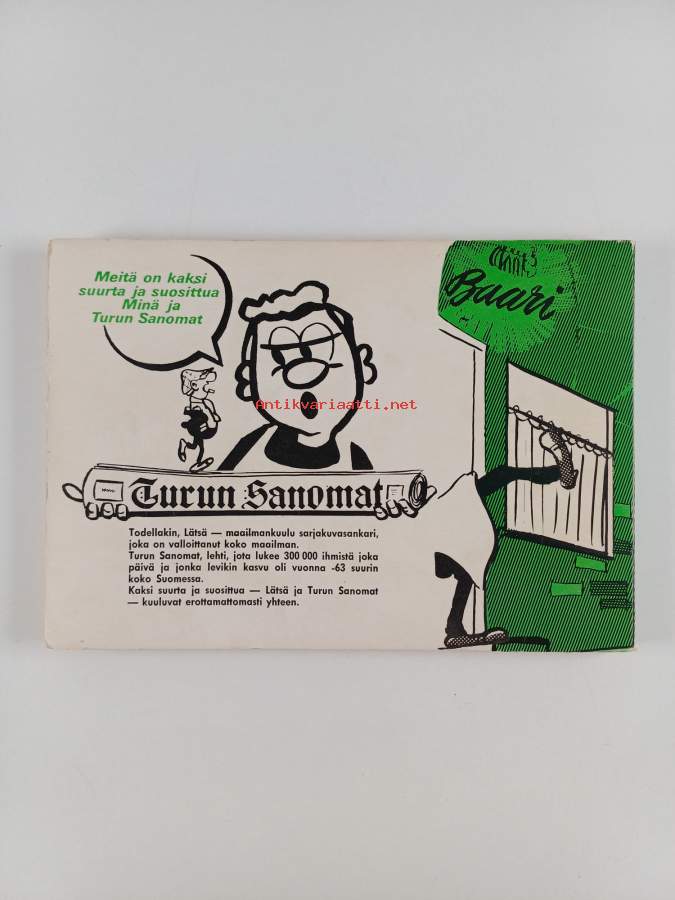 Meitä on kaksi
suurta ja suosittua
Minä ja
Turun Sanomat
Baari
Antikvariaatti.net
Turun Sanomat
Todellakin, Lätsä — maailmankuulu sarjakuvasankari,
joka on valloittanut koko maailman.
Turun Sanomat, lehti, jota lukee 300 000 ihmistä joka
päivä ja jonka levikin kasvu oli vuonna -63 suurin
koko Suomessa.
Kaksi suurta ja suosittua — Lätsä ja Turun Sanomat
— kuuluvat erottamattomasti yhteen.